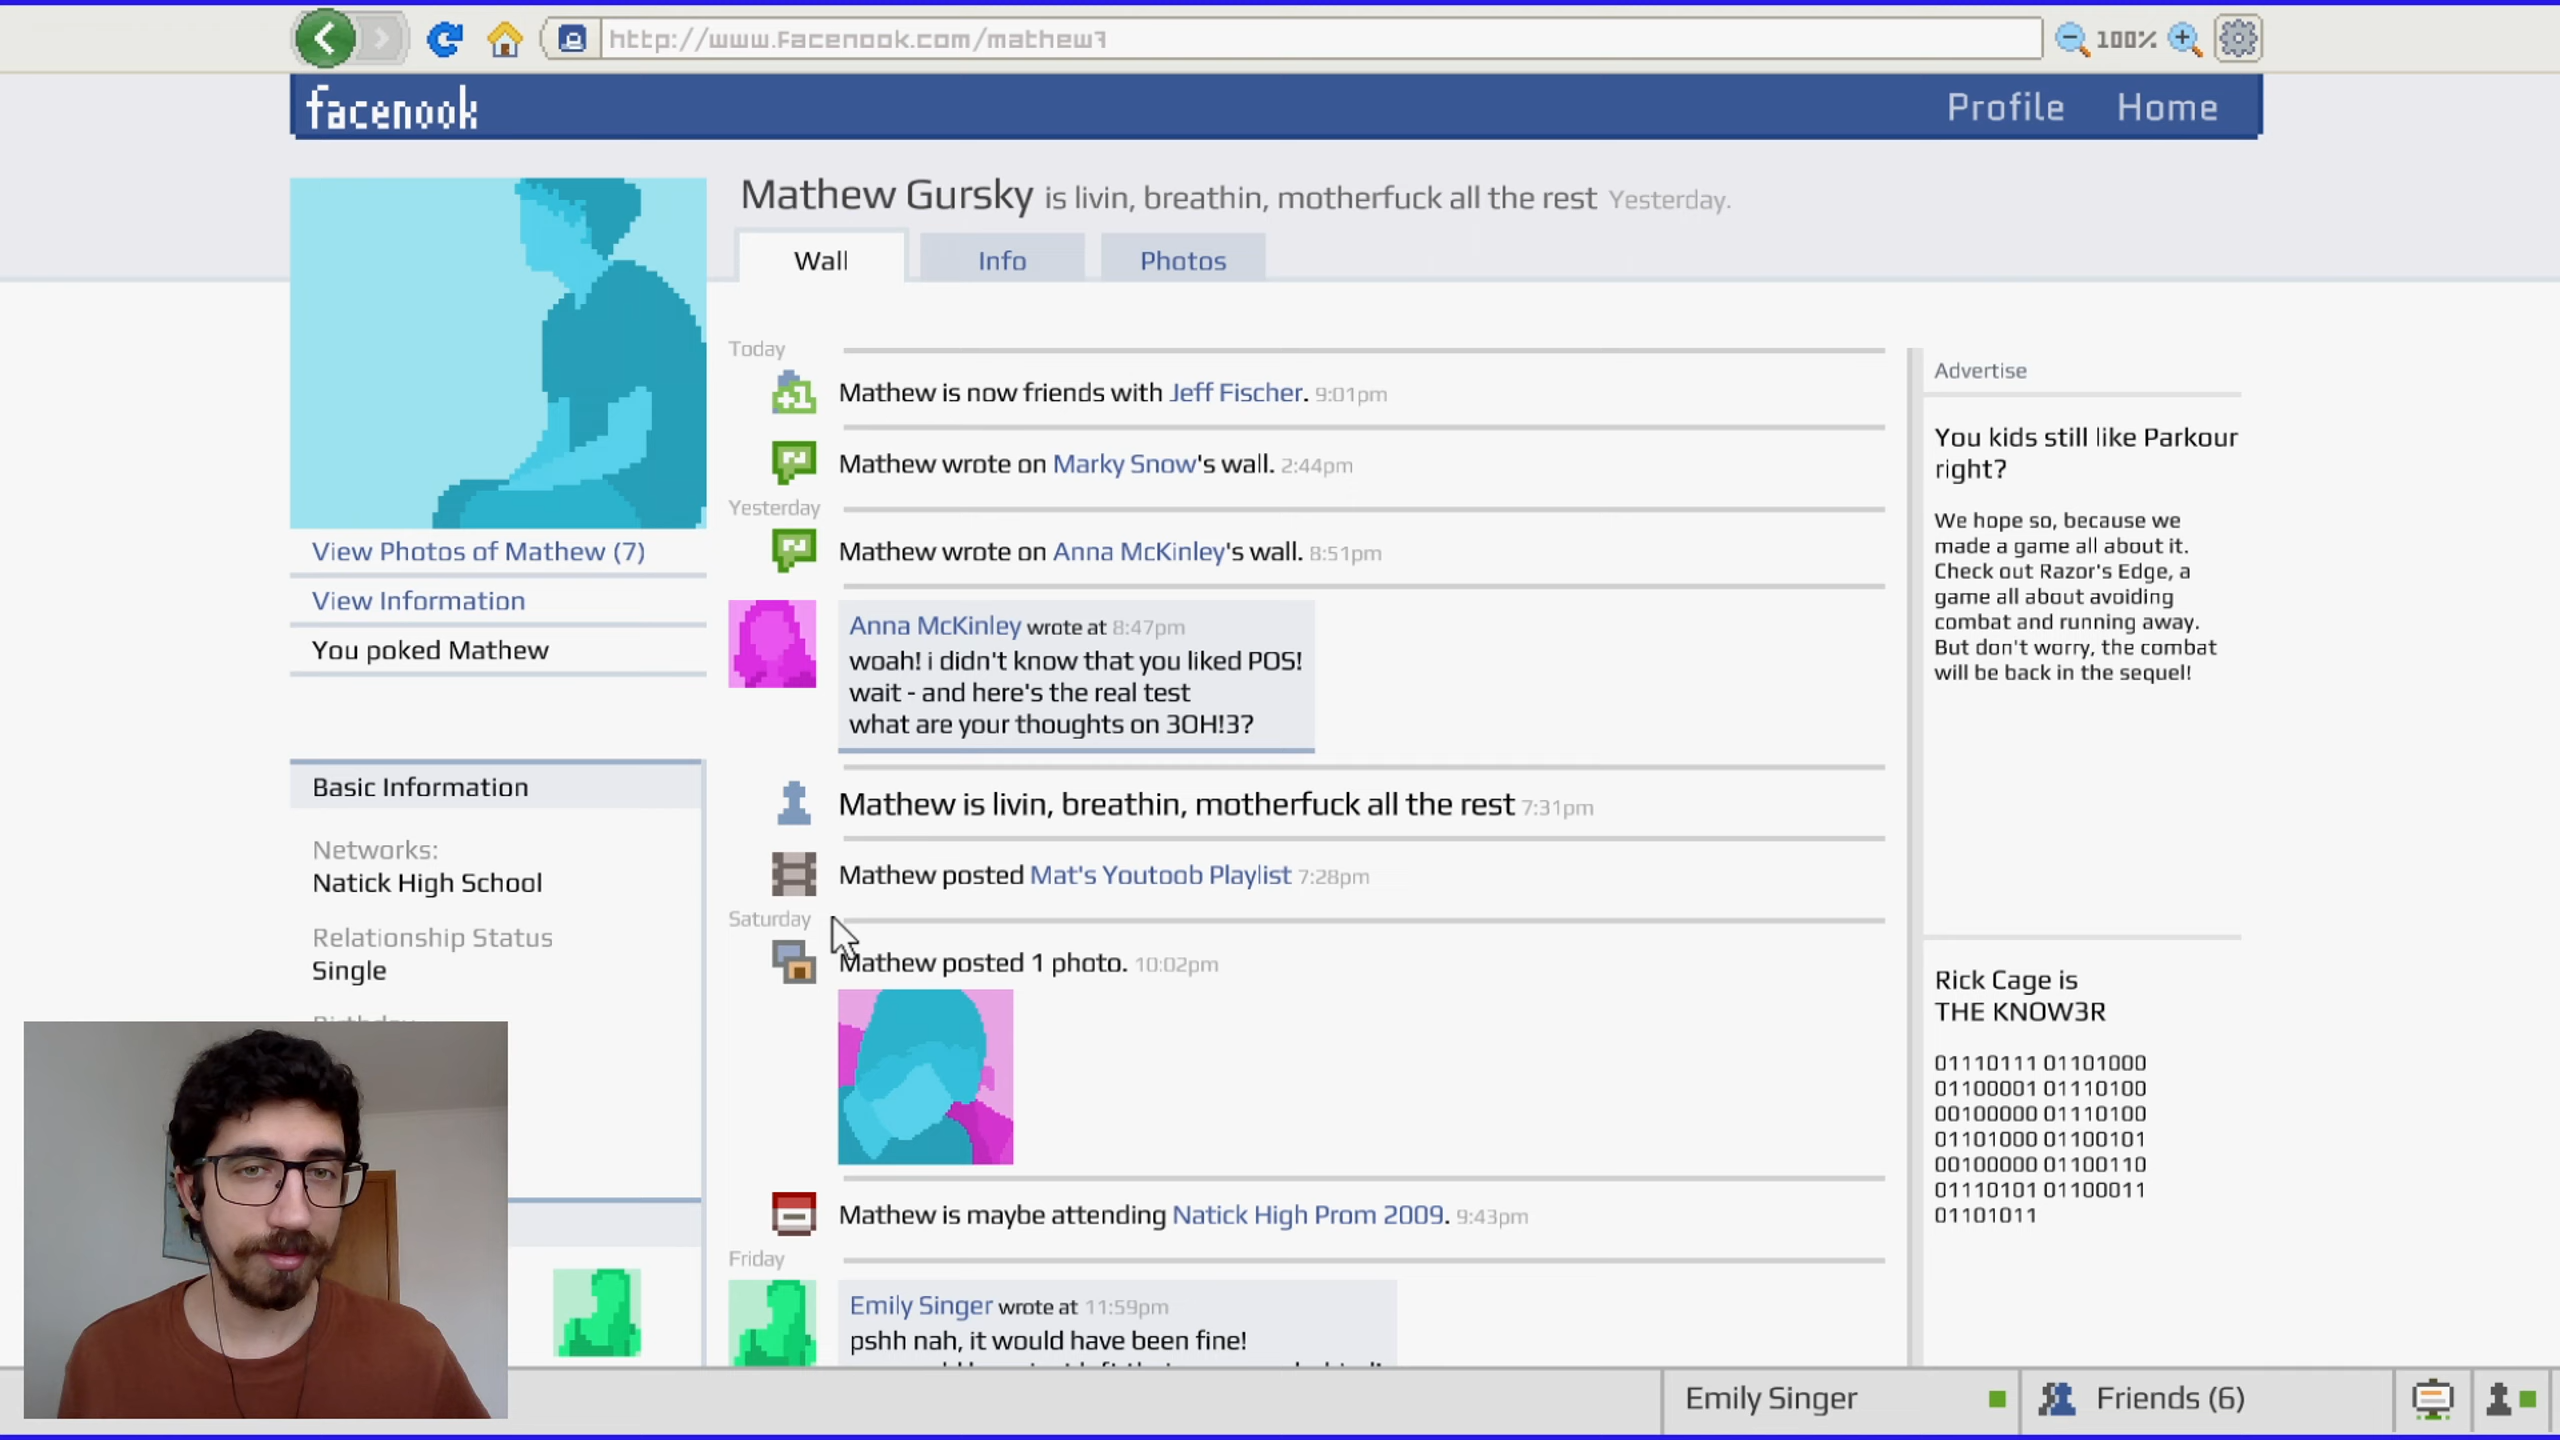 http://www.Facenook.com/mathew7
100%
facenook
Profile
Home
Mathew Gursky is livin, breathin, motherfuck all the rest Yesterday.
Wall
Info
Photos
View Photos of Mathew (7)
View Information
You poked Mathew
Basic Information
Networks:
Natick High School
Relationship Status
Single
Today
+1
Mathew is now friends with Jeff Fischer. 9:01pm
Mathew wrote on Marky Snow's wall. 2:44pm
Yesterday
Mathew wrote on Anna McKinley's wall. 8:51pm
Anna McKinley wrote at 8:47pm
woah! i didn't know that you liked POS!
wait - and here's the real test
what are your thoughts on 3OH!3?
Mathew is livin, breathin, motherfuck all the rest 7:31pm
Mathew posted Mat's Youtoob Playlist 7:28pm
Saturday
Mathew posted 1 photo. 10:02pm
Mathew is maybe attending Natick High Prom 2009. 9:43pm
Friday
Emily Singer wrote at 11:59pm
pshh nah, it would have been fine!
Advertise
You kids still like Parkour
right?
We hope so, because we
made a game all about it.
Check out Razor's Edge, a
game all about avoiding
combat and running away.
But don't worry, the combat
will be back in the sequel!
Rick Cage is
THE KNOW3R
01110111 01101000
01100001 01110100
00100000 01110100
01101000 01100101
00100000 01100110
01110101 01100011
01101011
Emily Singer
Friends (6)